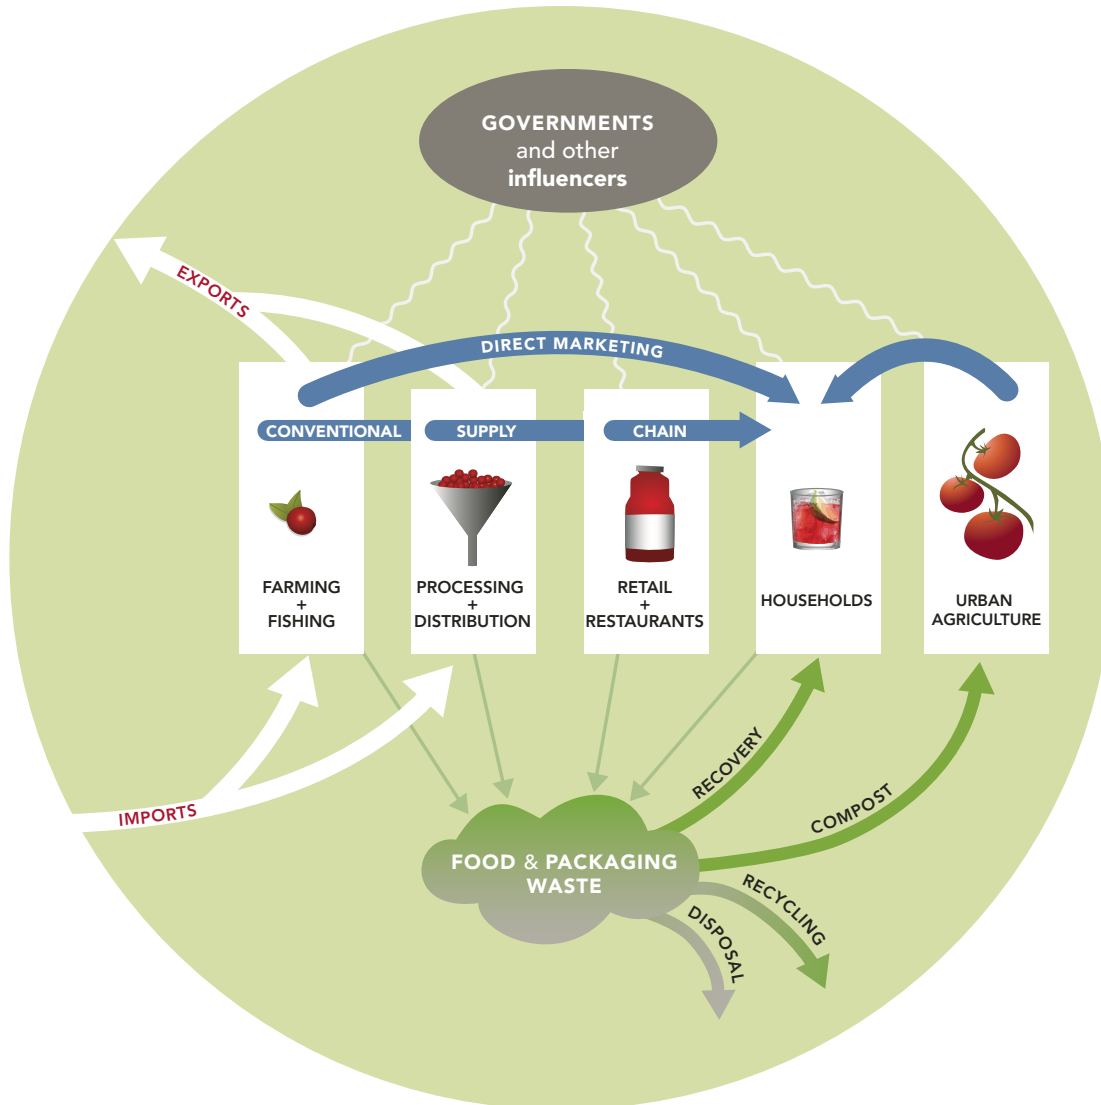 GOVERNMENTS
and other
influencers
EXPORTS
DIRECT MARKETING
CONVENTIONAL
SUPPLY
CHAIN
FARMING
+
FISHING
PROCESSING
+
DISTRIBUTION
RETAIL
+
RESTAURANTS
HOUSEHOLDS
URBAN
AGRICULTURE
IMPORTS
RECOVERY
COMPOST
FOOD & PACKAGING
WASTE
RECYCLING
DISPOSAL